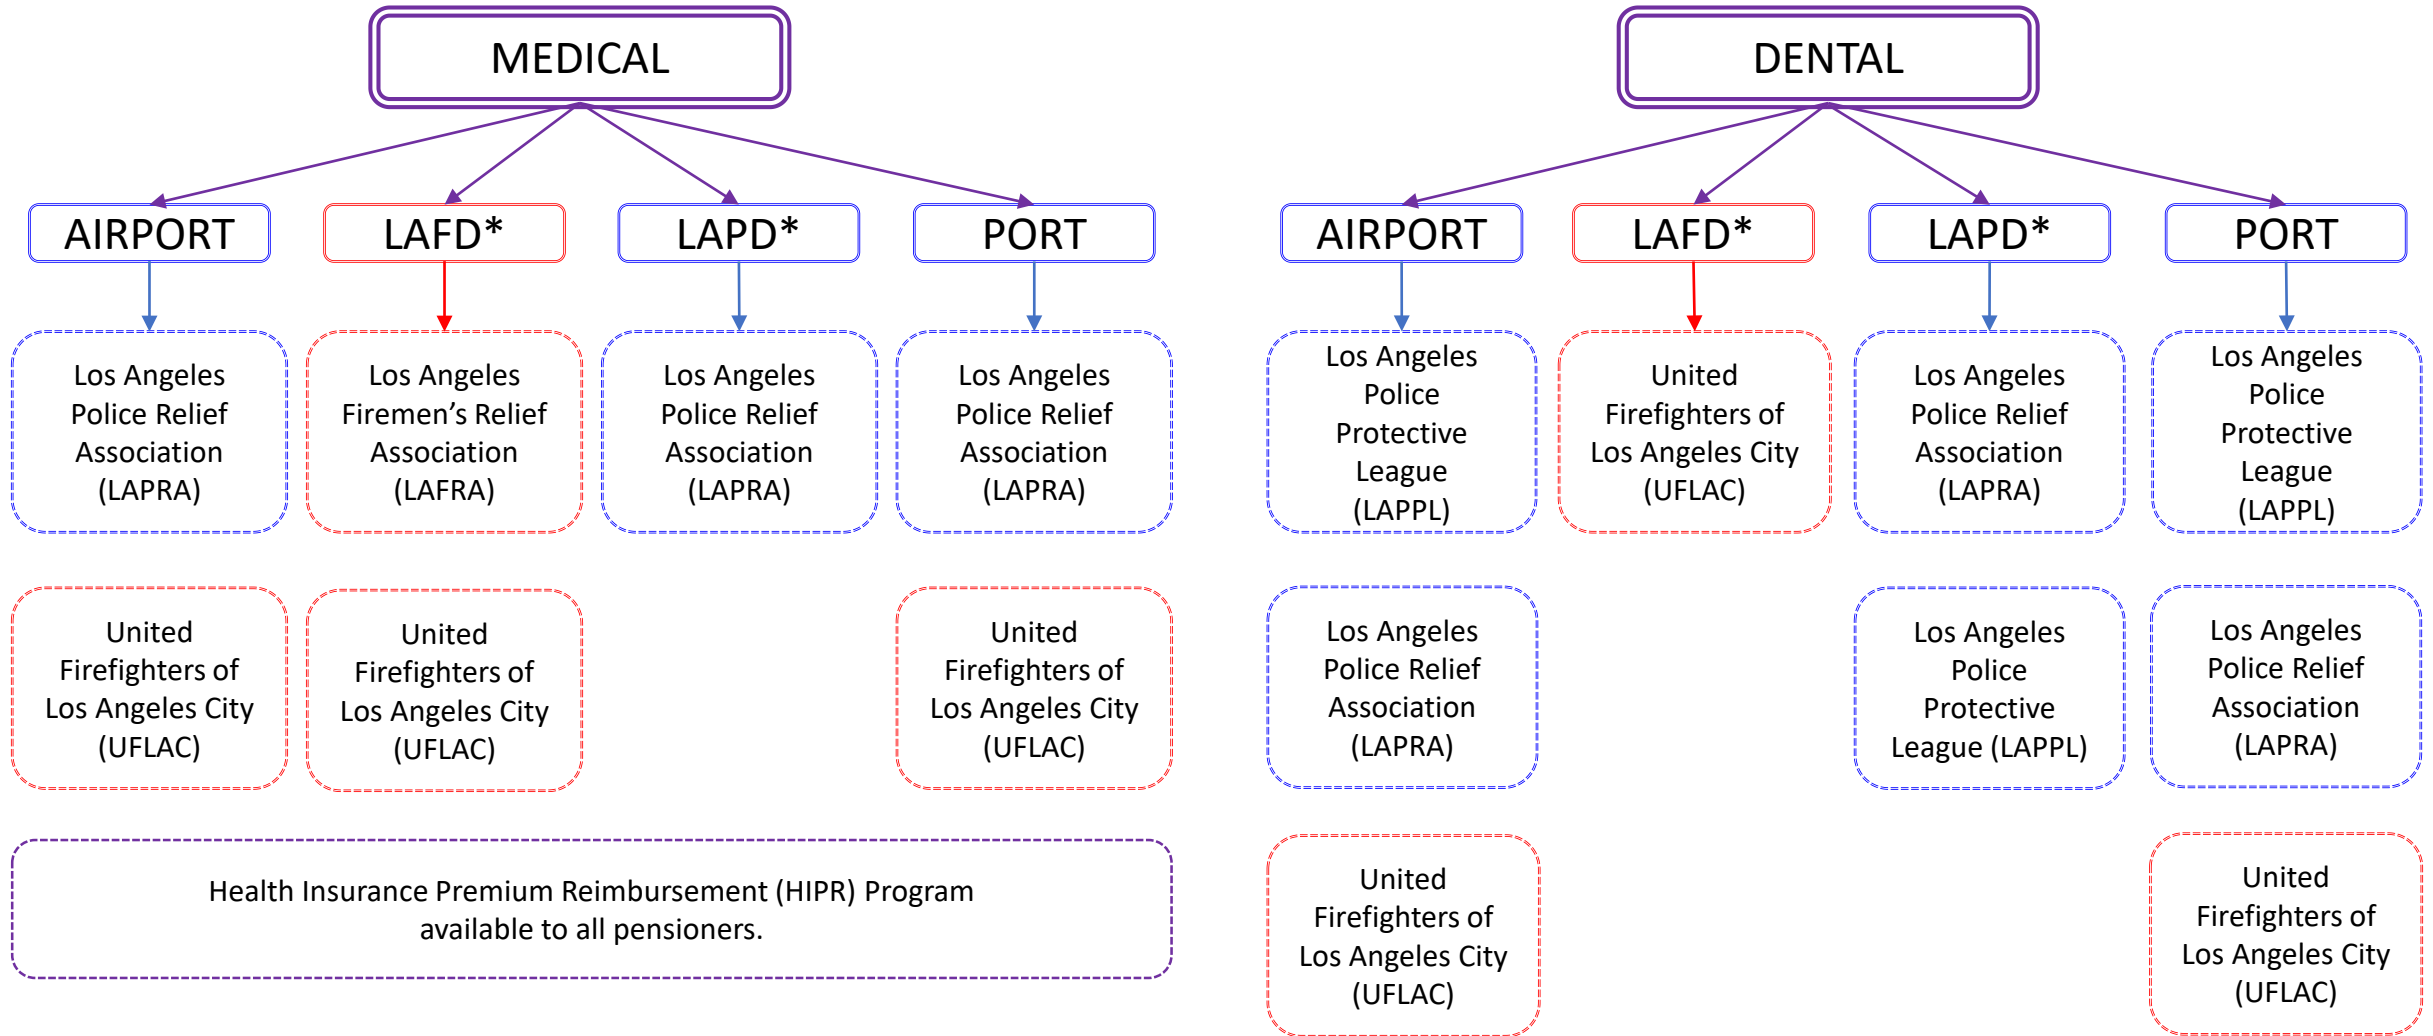 MEDICAL
AIRPORT
LAFD*
LAPD*
PORT
Los Angeles
Police Relief
Association
(LAPRA)
Los Angeles
Firemen’s Relief
Association
(LAFRA)
Los Angeles
Police Relief
Association
(LAPRA)
Los Angeles
Police Relief
Association
(LAPRA)
United
Firefighters of
Los Angeles City
(UFLAC)
United
Firefighters of
Los Angeles City
(UFLAC)
United
Firefighters of
Los Angeles City
(UFLAC)
Health Insurance Premium Reimbursement (HIPR) Program
available to all pensioners.
DENTAL
AIRPORT
LAFD*
LAPD*
PORT
Los Angeles
Police
Protective
League
(LAPPL)
United
Firefighters of
Los Angeles City
(UFLAC)
Los Angeles
Police Relief
Association
(LAPRA)
Los Angeles
Police
Protective
League
(LAPPL)
Los Angeles
Police Relief
Association
(LAPRA)
Los Angeles
Police
Protective
League (LAPPL)
Los Angeles
Police Relief
Association
(LAPRA)
United
Firefighters of
Los Angeles City
(UFLAC)
United
Firefighters of
Los Angeles City
(UFLAC)